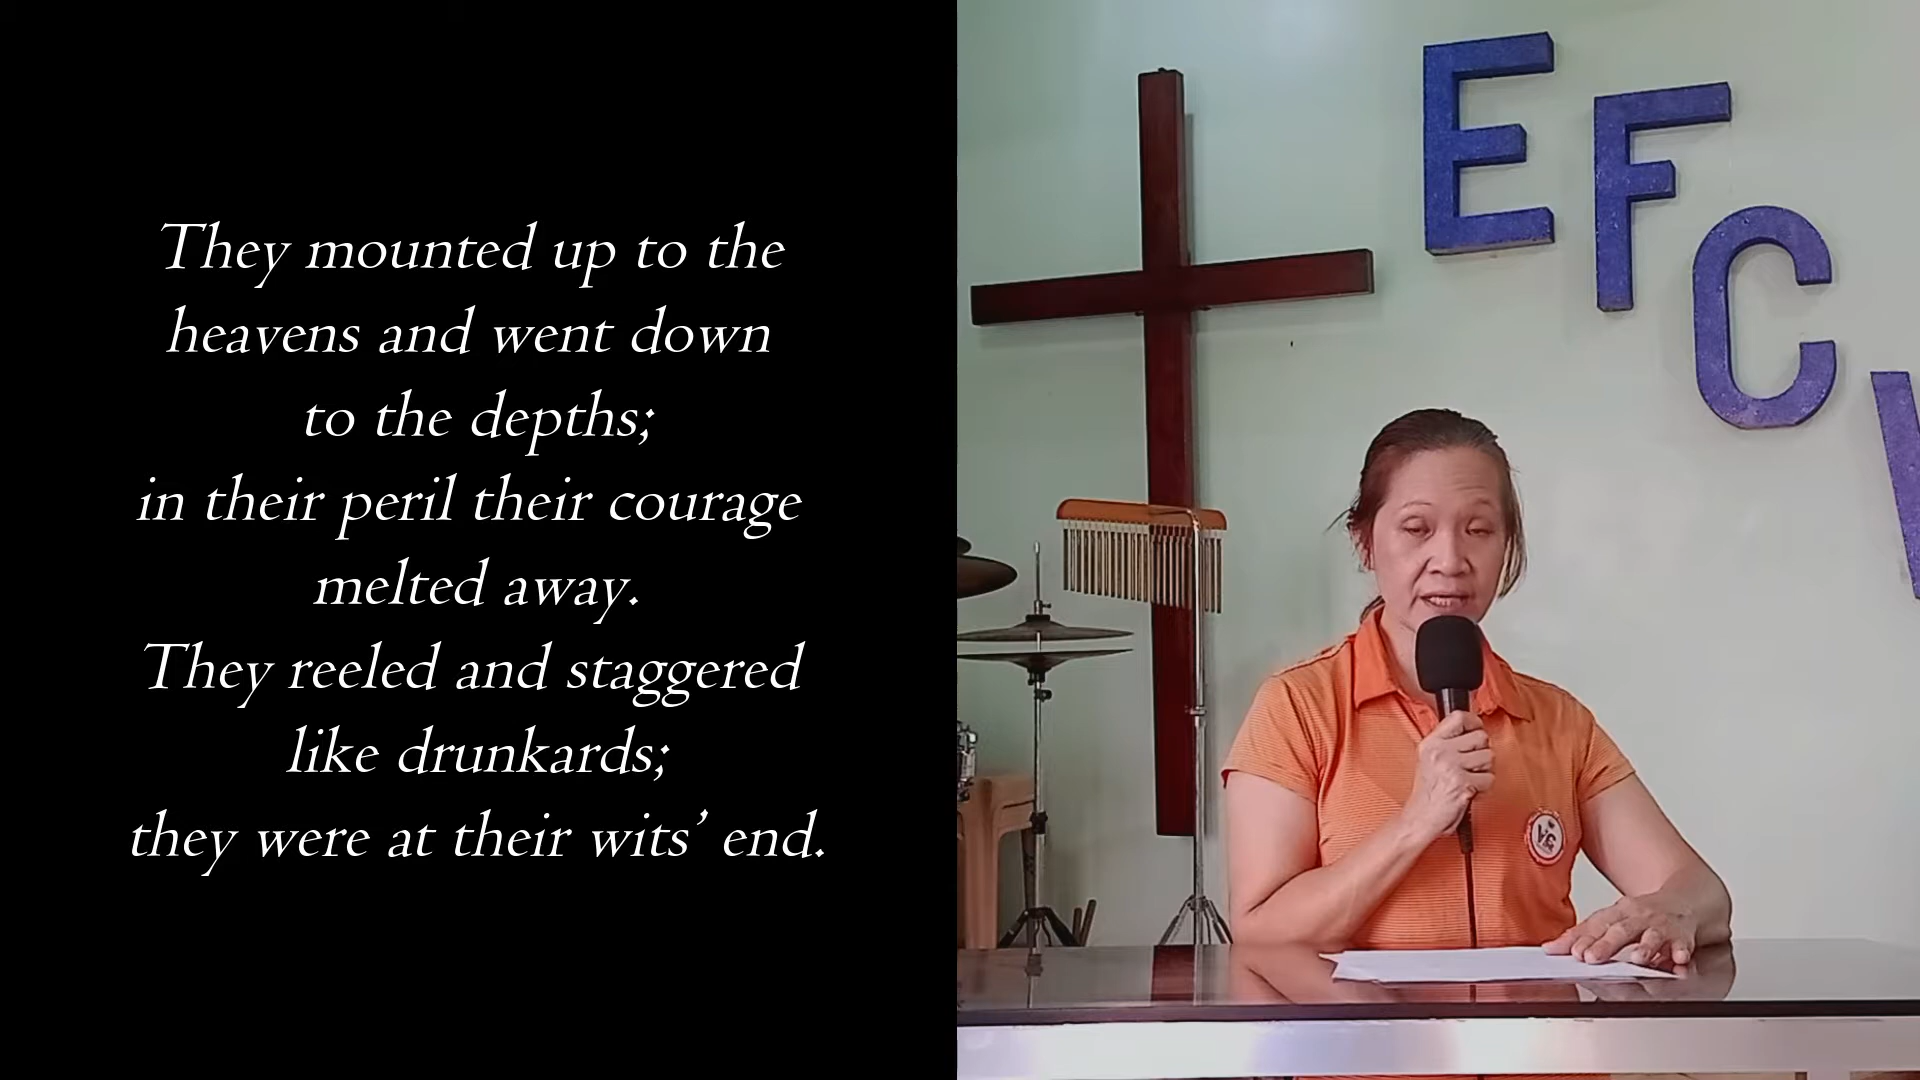 They mounted up to the
heavens and went down
to the depths;
in their peril their courage
melted away.
They reeled and staggered
like drunkards;
they were at their wits’ end.
E
F
C